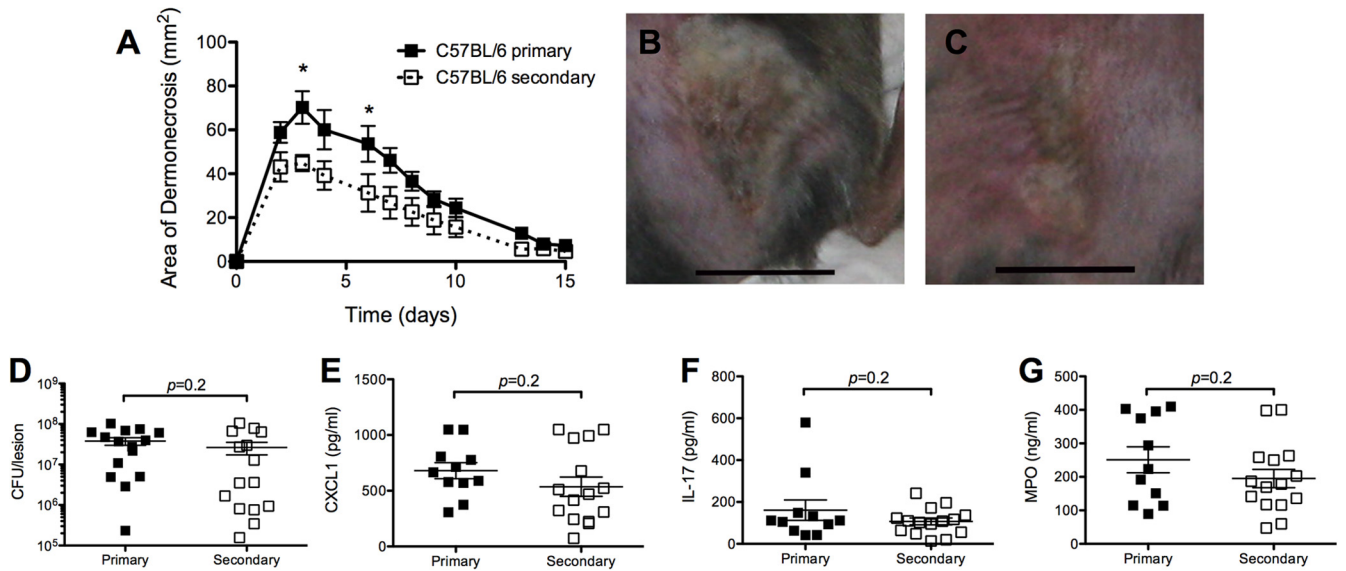 A
Area of Dermonecrosis (mm²)
100
80
60
40
20
0
0
5
10
15
Time (days)
*
*
C57BL/6 primary
C57BL/6 secondary
B
C
D
CFU/lesion
10⁹
10⁸
10⁷
10⁶
10⁵
p=0.2
Primary
Secondary
E
CXCL1 (pg/ml)
1500
1000
500
0
p=0.2
Primary
Secondary
F
IL-17 (pg/ml)
800
600
400
200
0
p=0.2
Primary
Secondary
G
MPO (ng/ml)
500
400
300
200
100
0
p=0.2
Primary
Secondary